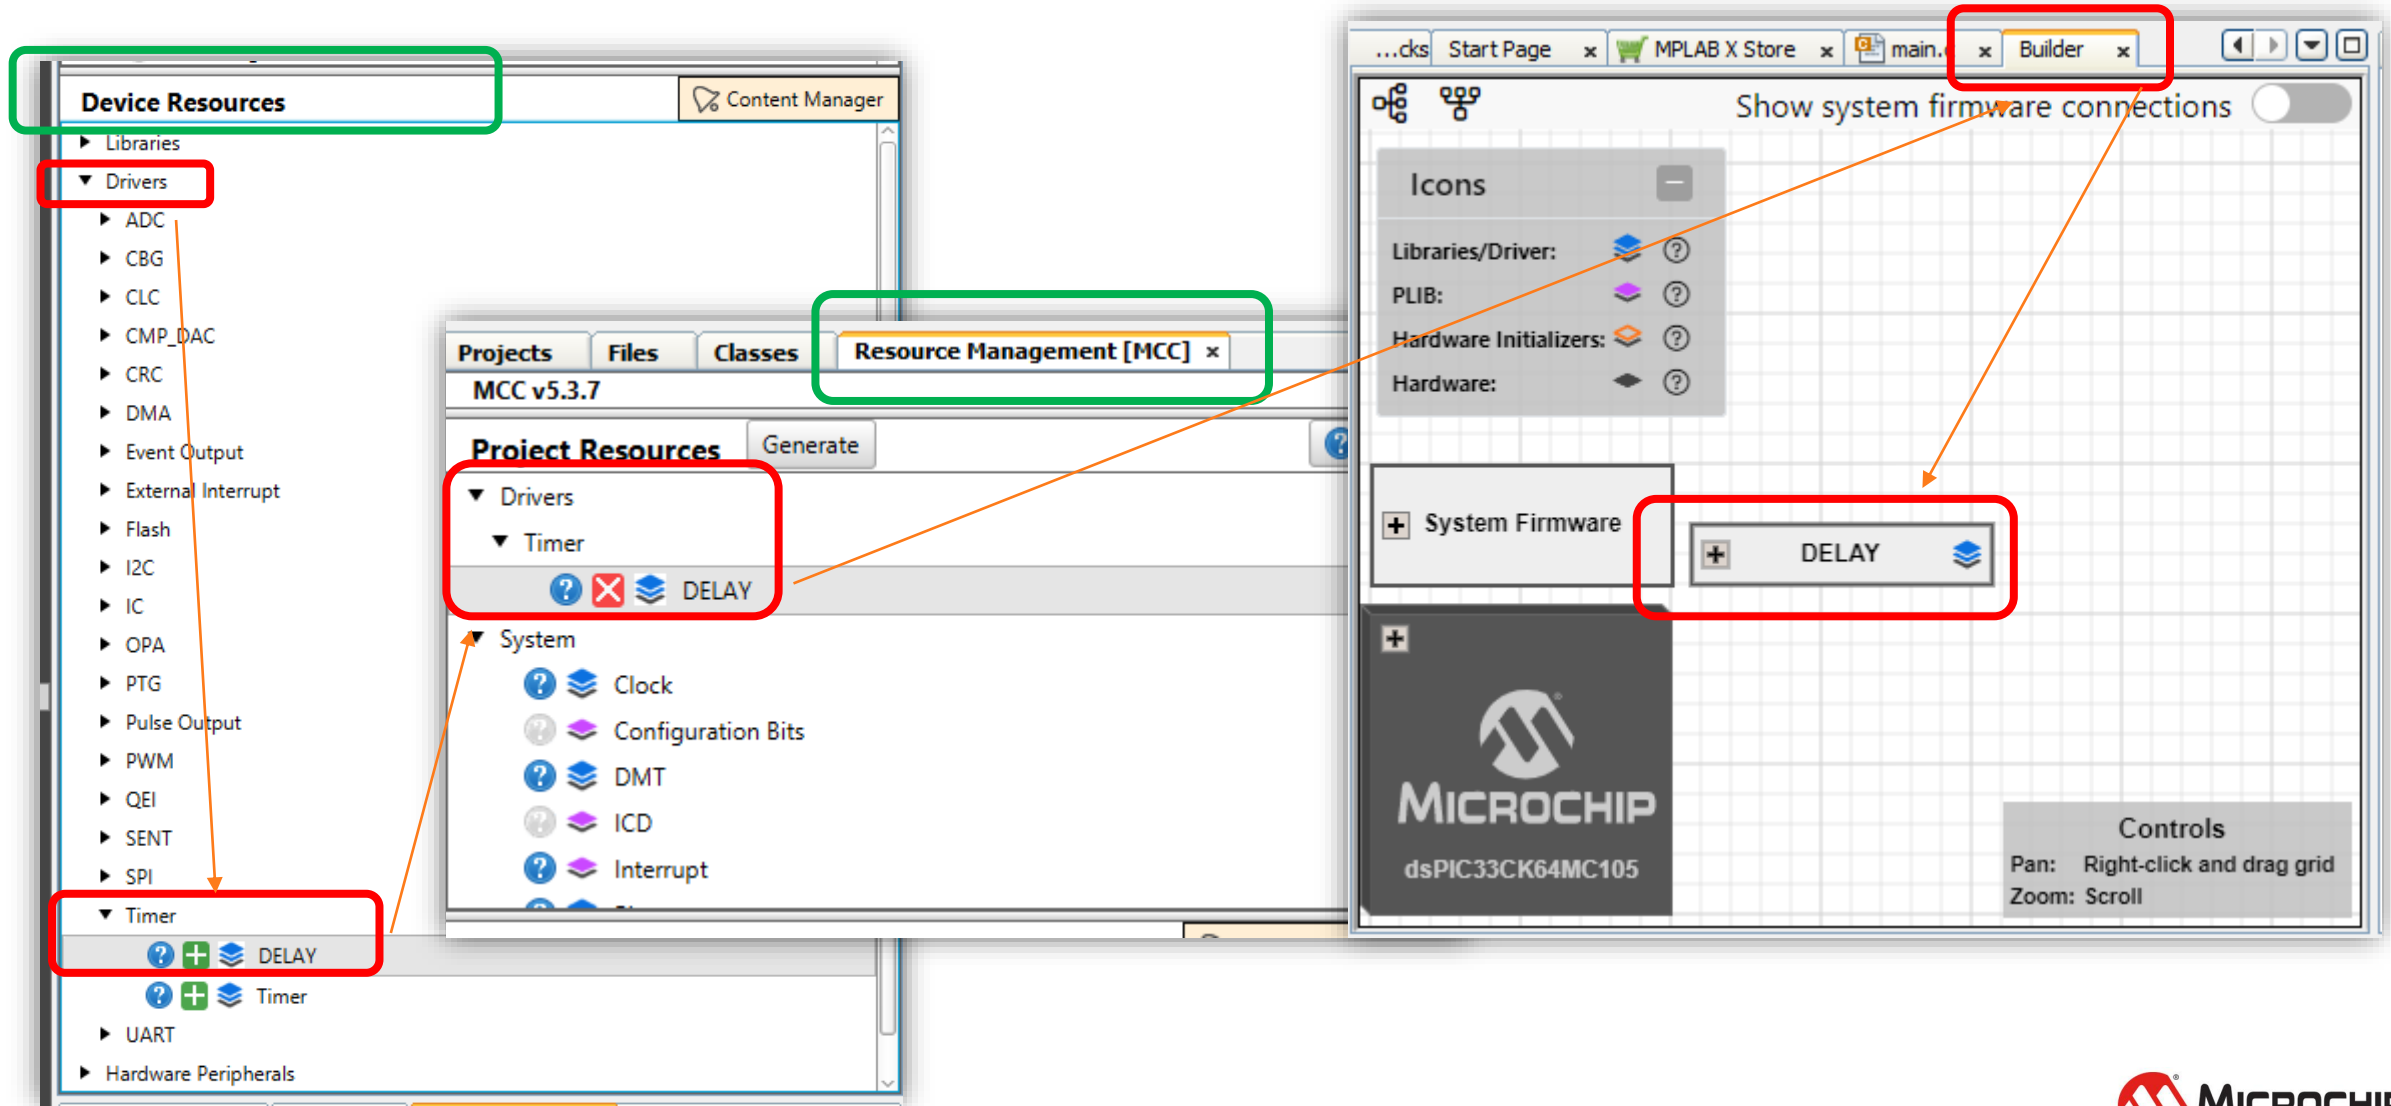 Device Resources
Content Manager
Libraries
Drivers
ADC
CBG
CLC
CMP_DAC
CRC
DMA
Event Output
External Interrupt
Flash
I2C
IC
OPA
PTG
Pulse Output
PWM
QEI
SENT
SPI
Timer
DELAY
Timer
UART
Hardware Peripherals
Projects Files Classes Resource Management [MCC] ×
MCC v5.3.7
Project Resources Generate
Drivers
Timer
DELAY
System
Clock
Configuration Bits
DMT
ICD
Interrupt
...cks Start Page × MPLAB X Store × main. × Builder ×
Show system firmware connections
Icons
Libraries/Driver:
PLIB:
Hardware Initializers:
Hardware:
System Firmware
DELAY
MICROCHIP
dsPIC33CK64MC105
Controls
Pan: Right-click and drag grid
Zoom: Scroll
MICROCHIP